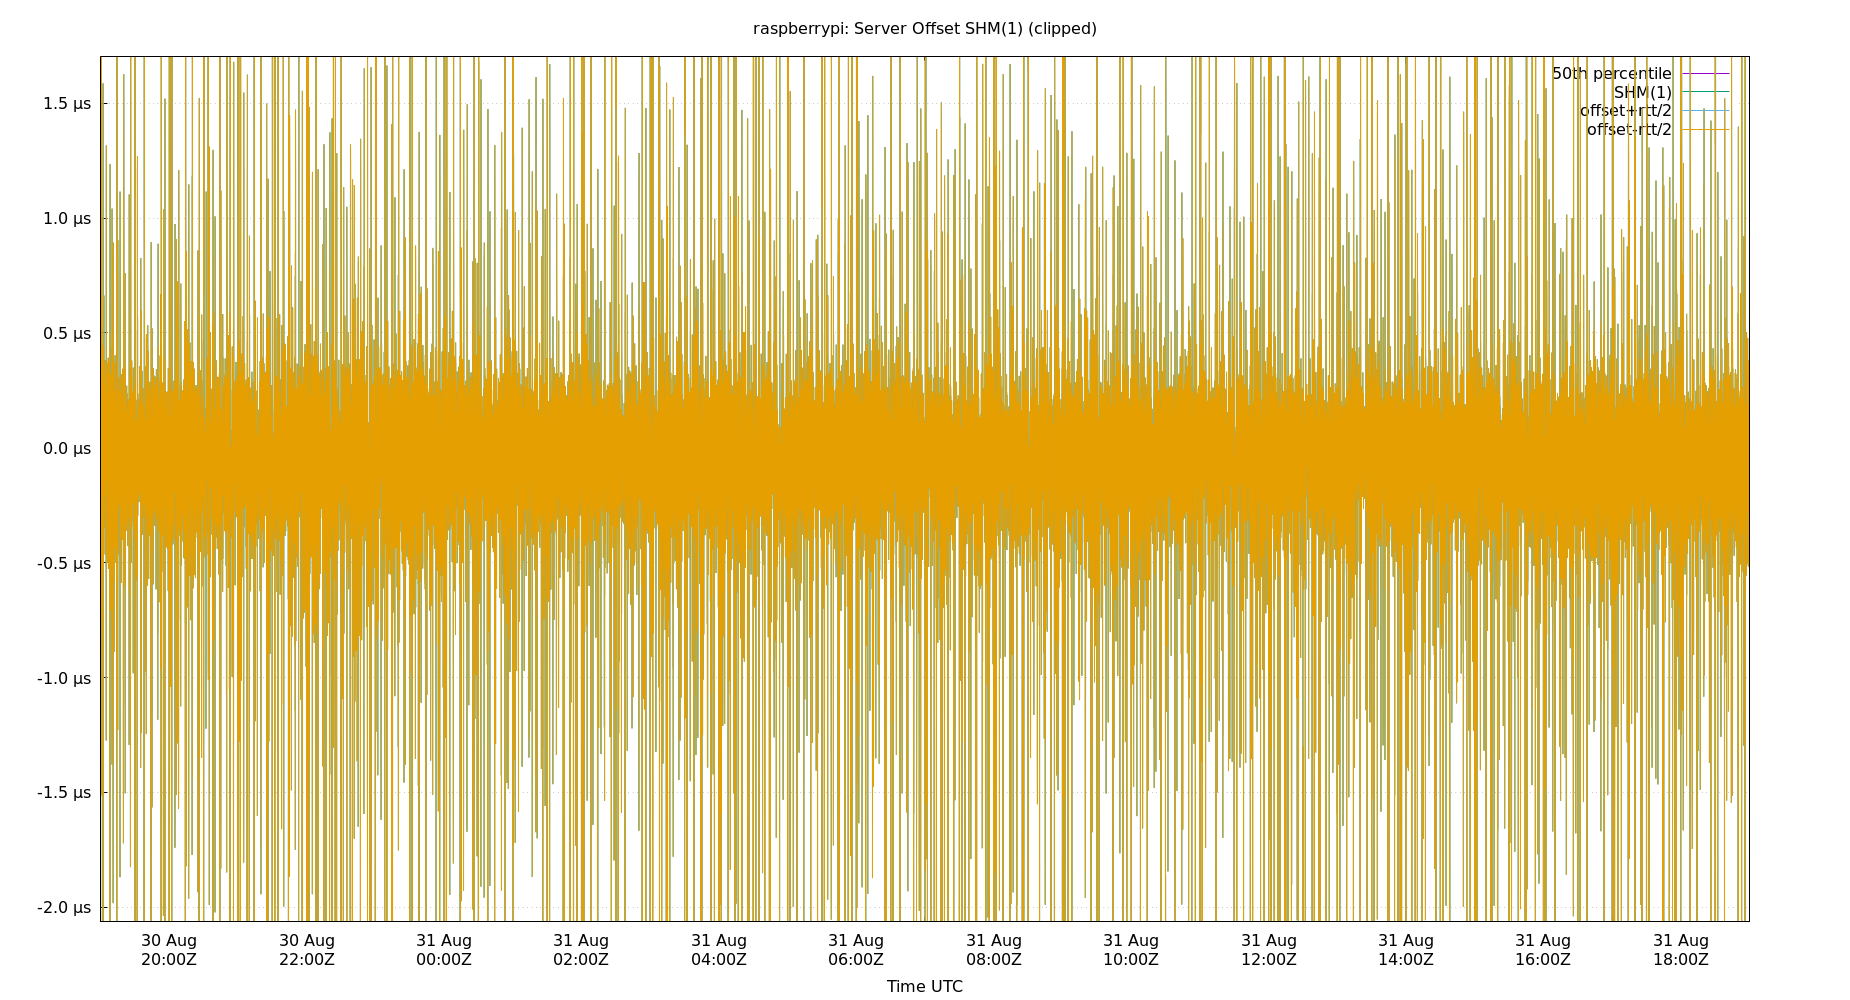 raspberrypi: Server Offset SHM(1) (clipped)
50th percentile
SHM(1)
offset+rtt/2
offset-rtt/2
1.5 µs
1.0 µs
0.5 µs
0.0 µs
-0.5 µs
-1.0 µs
-1.5 µs
-2.0 µs
30 Aug 30 Aug 31 Aug 31 Aug 31 Aug 31 Aug 31 Aug 31 Aug 31 Aug 31 Aug 31 Aug 31 Aug
20:00Z 22:00Z 00:00Z 02:00Z 04:00Z 06:00Z 08:00Z 10:00Z 12:00Z 14:00Z 16:00Z 18:00Z
Time UTC